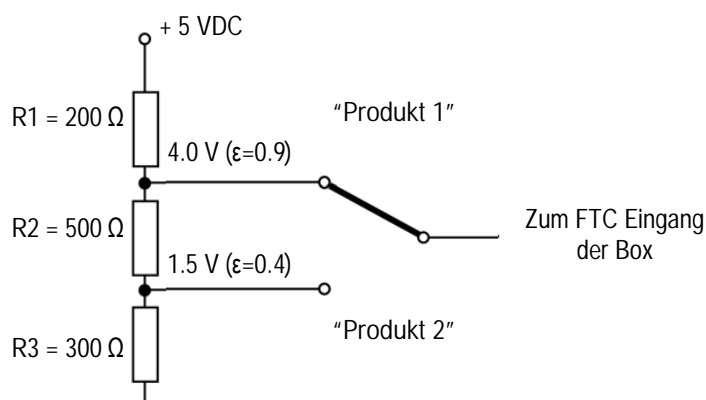 + 5 VDC
R1 = 200 Ω
"Produkt 1"
4.0 V (ε=0.9)
R2 = 500 Ω
Zum FTC Eingang
der Box
1.5 V (ε=0.4)
"Produkt 2"
R3 = 300 Ω